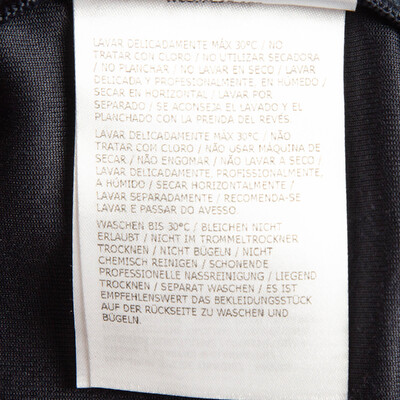 LAVAR DELICADAMENTE MÁX 30°C / NO
TRATAR CON CLORO / NO UTILIZAR SECADORA
/ NO PLANCHAR / NO LAVAR EN SECO / LAVAR
DELICADA Y PROFESIONALMENTE, EN HÚMEDO /
SECAR EN HORIZONTAL / LAVAR POR
SEPARADO / SE ACONSEJA EL LAVADO Y EL
PLANCHADO CON LA PRENDA DEL REVÉS.
LAVAR DELICADAMENTE MÁX 30°C / NÃO
TRATAR COM CLORO / NÃO USAR MÁQUINA DE
SECAR / NÃO ENGOMAR / NÃO LAVAR A SECO /
LAVAR DELICADAMENTE, PROFISSIONALMENTE,
A HÚMIDO / SECAR HORIZONTALMENTE /
LAVAR SEPARADAMENTE / RECOMENDA-SE
LAVAR E PASSAR DO AVESSO.
WASCHEN BIS 30°C / BLEICHEN NICHT
ERLAUBT / NICHT IM TROMMELTROCKNER
TROCKNEN / NICHT BÜGELN / NICHT
CHEMISCH REINIGEN / SCHONENDE
PROFESSIONELLE NASSREINIGUNG / LIEGEND
TROCKNEN / SEPARAT WASCHEN / ES IST
EMPFEHLENSWERT DAS BEKLEIDUNGSSTÜCK
AUF DER RÜCKSEITE ZU WASCHEN UND
BÜGELN.